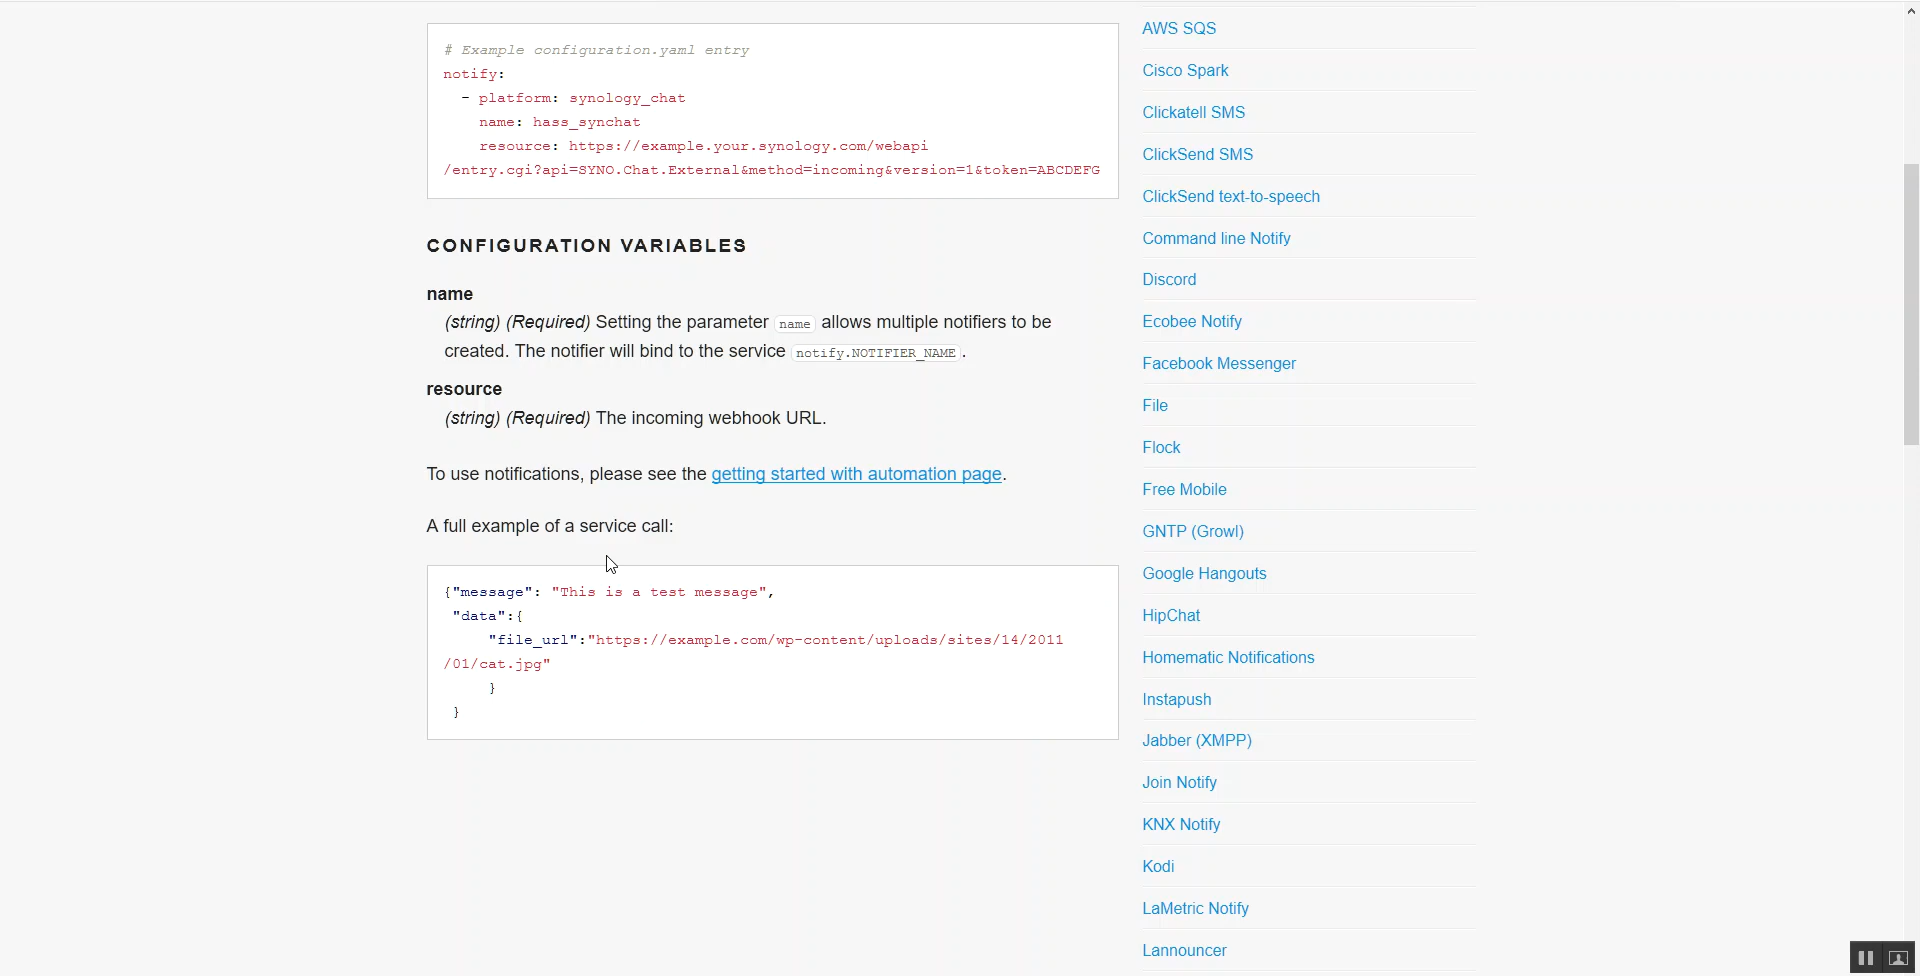 # Example configuration.yaml entry
notify:
- platform: synology_chat
name: hass_synchat
resource: https://example.your.synology.com/webapi
/entry.cgi?api=SYNO.Chat.External&method=incoming&version=1&token=ABCDEFG
CONFIGURATION VARIABLES
name
(string) (Required) Setting the parameter name allows multiple notifiers to be
created. The notifier will bind to the service notify.NOTIFIER_NAME.
resource
(string) (Required) The incoming webhook URL.
To use notifications, please see the getting started with automation page.
A full example of a service call:
{"message": "This is a test message",
"data":{
"file_url":"https://example.com/wp-content/uploads/sites/14/2011
/01/cat.jpg"
}
}
AWS SQS
Cisco Spark
Clickatell SMS
ClickSend SMS
ClickSend text-to-speech
Command line Notify
Discord
Ecobee Notify
Facebook Messenger
File
Flock
Free Mobile
GNTP (Growl)
Google Hangouts
HipChat
Homematic Notifications
Instapush
Jabber (XMPP)
Join Notify
KNX Notify
Kodi
LaMetric Notify
Lannouncer